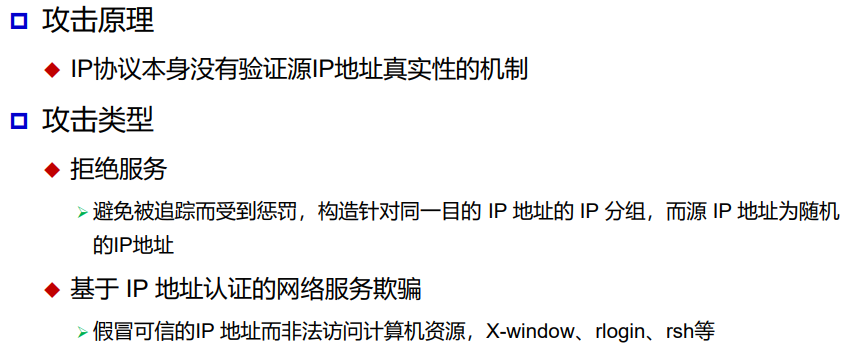 攻击原理
IP协议本身没有验证源IP地址真实性的机制
攻击类型
拒绝服务
避免被追踪而受到惩罚，构造针对同一目的 IP 地址的 IP 分组，而源 IP 地址为随机
的IP地址
基于 IP 地址认证的网络服务欺骗
假冒可信的IP 地址而非法访问计算机资源，X-window、rlogin、rsh等